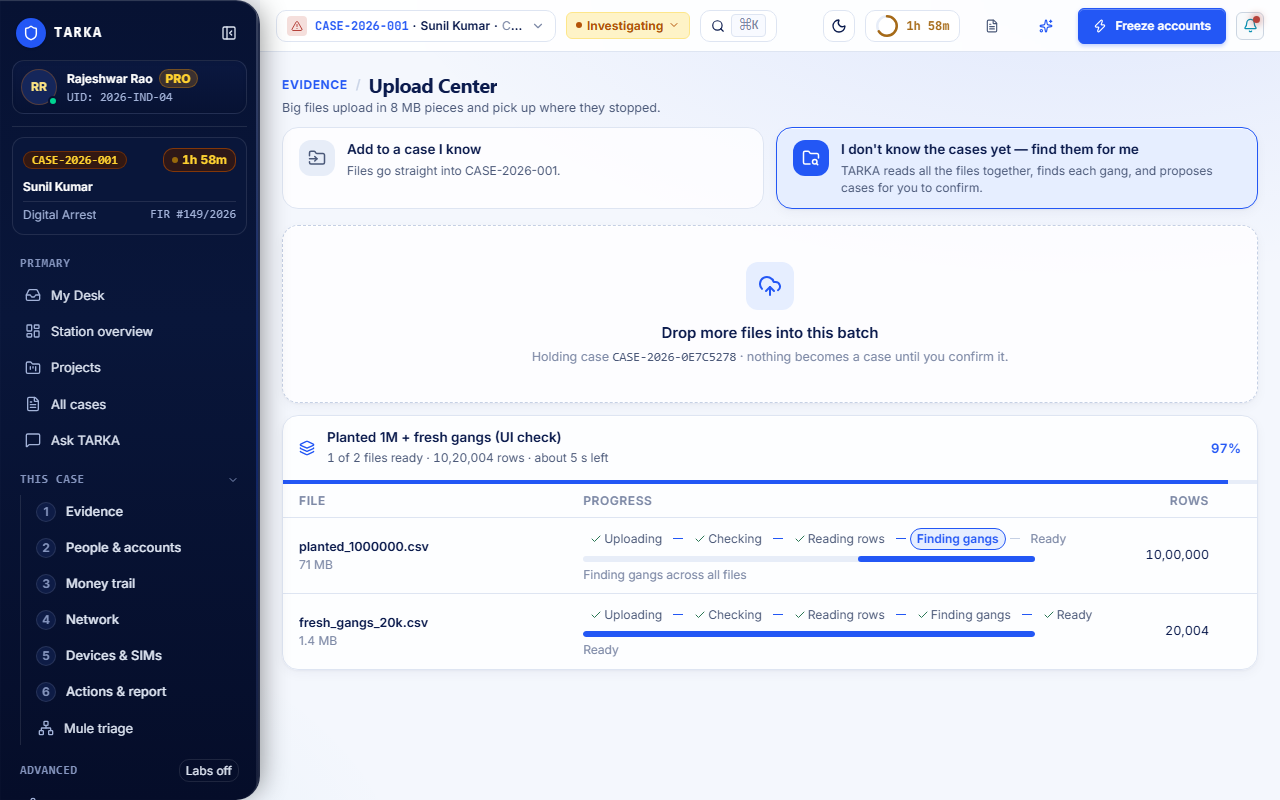 TARKA
RR
Rajeshwar Rao PRO
UID: 2026-IND-04
CASE-2026-001 1h 58m
Sunil Kumar
Digital Arrest FIR #149/2026
PRIMARY
My Desk
Station overview
Projects
All cases
Ask TARKA
THIS CASE
1 Evidence
2 People & accounts
3 Money trail
4 Network
5 Devices & SIMs
6 Actions & report
Mule triage
ADVANCED Labs off
CASE-2026-001 · Sunil Kumar · C...
Investigating
⌘K
1h 58m
Freeze accounts
EVIDENCE / Upload Center
Big files upload in 8 MB pieces and pick up where they stopped.
Add to a case I know
Files go straight into CASE-2026-001.
I don't know the cases yet — find them for me
TARKA reads all the files together, finds each gang, and proposes
cases for you to confirm.
Drop more files into this batch
Holding case CASE-2026-0E7C5278 · nothing becomes a case until you confirm it.
Planted 1M + fresh gangs (UI check)
1 of 2 files ready · 10,20,004 rows · about 5 s left
97%
FILE PROGRESS ROWS
planted_1000000.csv
71 MB
Uploading — Checking — Reading rows — Finding gangs — Ready
Finding gangs across all files
10,00,000
fresh_gangs_20k.csv
1.4 MB
Uploading — Checking — Reading rows — Finding gangs — Ready
Ready
20,004